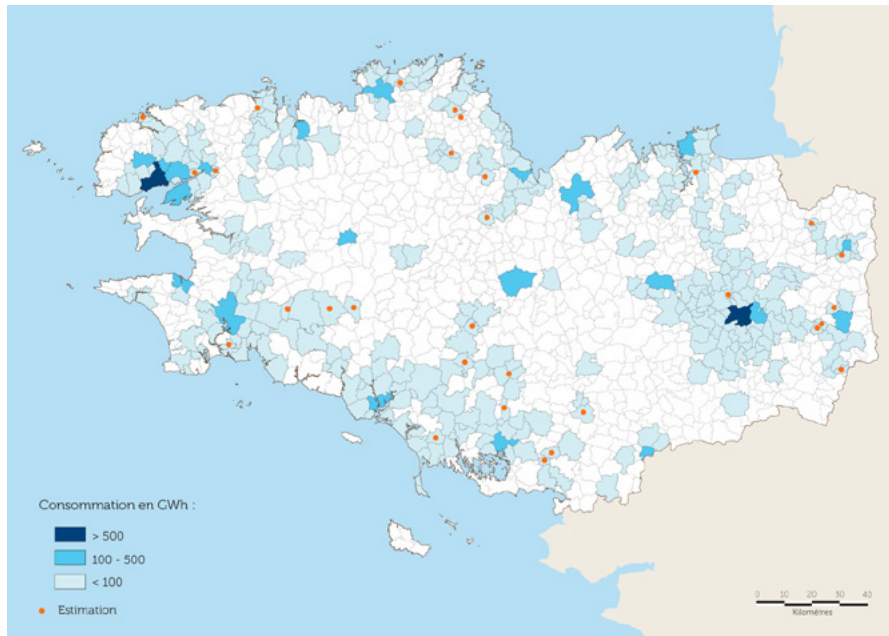 Consommation en GWh :
> 500
100 - 500
< 100
Estimation
0 10 20 30 40
Kilomètres